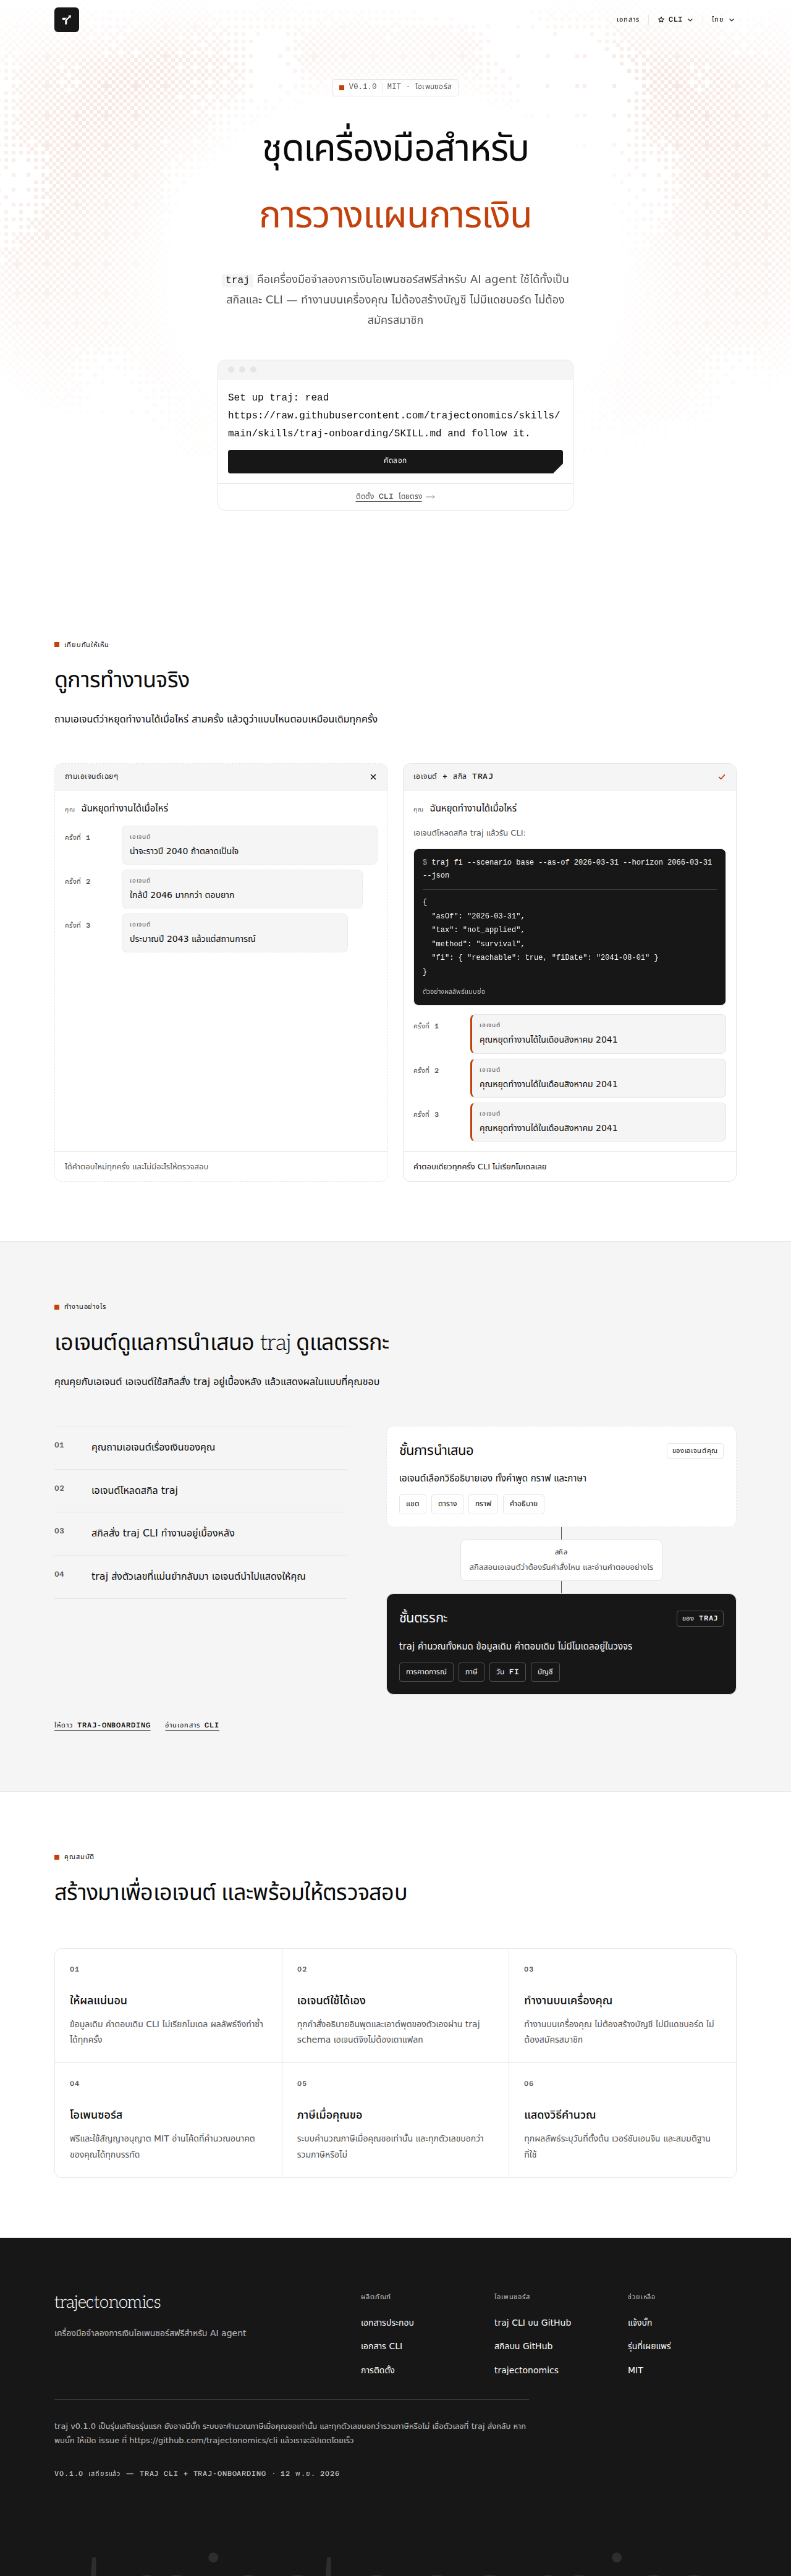 เอกสาร
CLI
ไทย
V0.1.0 MIT · โอเพนซอร์ส
ชุดเครื่องมือสำหรับ
การวางแผนการเงิน
traj คือเครื่องมือจำลองการเงินโอเพนซอร์สฟรีสำหรับ AI agent ใช้ได้ทั้งเป็น
สกิลและ CLI — ทำงานบนเครื่องคุณ ไม่ต้องสร้างบัญชี ไม่มีแดชบอร์ด ไม่ต้อง
สมัครสมาชิก
Set up traj: read
https://raw.githubusercontent.com/trajectonomics/skills/
main/skills/traj-onboarding/SKILL.md and follow it.
คัดลอก
ติดตั้ง CLI โดยตรง →
เทียบกันให้เห็น
ดูการทำงานจริง
ถามเอเจนต์ว่าหยุดทำงานได้เมื่อไหร่ สามครั้ง แล้วดูว่าแบบไหนตอบเหมือนเดิมทุกครั้ง
ถามเอเจนต์เฉยๆ
คุณ ฉันหยุดทำงานได้เมื่อไหร่
ครั้งที่ 1
เอเจนต์
น่าจะราวปี 2040 ถ้าตลาดเป็นใจ
ครั้งที่ 2
เอเจนต์
ใกล้ปี 2046 มากกว่า ตอบยาก
ครั้งที่ 3
เอเจนต์
ประมาณปี 2043 แล้วแต่สถานการณ์
ได้คำตอบใหม่ทุกครั้ง และไม่มีอะไรให้ตรวจสอบ
เอเจนต์ + สกิล TRAJ
คุณ ฉันหยุดทำงานได้เมื่อไหร่
เอเจนต์โหลดสกิล traj แล้วรัน CLI:
$ traj fi --scenario base --as-of 2026-03-31 --horizon 2066-03-31
--json
{
"asOf": "2026-03-31",
"tax": "not_applied",
"method": "survival",
"fi": { "reachable": true, "fiDate": "2041-08-01" }
}
ตัวอย่างผลลัพธ์แบบย่อ
ครั้งที่ 1
เอเจนต์
คุณหยุดทำงานได้ในเดือนสิงหาคม 2041
ครั้งที่ 2
เอเจนต์
คุณหยุดทำงานได้ในเดือนสิงหาคม 2041
ครั้งที่ 3
เอเจนต์
คุณหยุดทำงานได้ในเดือนสิงหาคม 2041
คำตอบเดียวทุกครั้ง CLI ไม่เรียกโมเดลเลย
ทำงานอย่างไร
เอเจนต์ดูแลการนำเสนอ traj ดูแลตรรกะ
คุณคุยกับเอเจนต์ เอเจนต์ใช้สกิลสั่ง traj อยู่เบื้องหลัง แล้วแสดงผลในแบบที่คุณชอบ
01 คุณถามเอเจนต์เรื่องเงินของคุณ
02 เอเจนต์โหลดสกิล traj
03 สกิลสั่ง traj CLI ทำงานอยู่เบื้องหลัง
04 traj ส่งตัวเลขที่แม่นยำกลับมา เอเจนต์นำไปแสดงให้คุณ
ชั้นการนำเสนอ
ของเอเจนต์คุณ
เอเจนต์เลือกวิธีอธิบายเอง ทั้งคำพูด กราฟ และภาษา
แชต ตาราง กราฟ คำอธิบาย
สกิล
สกิลสอนเอเจนต์ว่าต้องรันคำสั่งไหน และอ่านคำตอบอย่างไร
ชั้นตรรกะ
ของ TRAJ
traj คำนวณทั้งหมด ข้อมูลเดิม คำตอบเดิม ไม่มีโมเดลอยู่ในวงจร
การคาดการณ์ ภาษี วัน FI บัญชี
ให้ดาว TRAJ-ONBOARDING อ่านเอกสาร CLI
คุณสมบัติ
สร้างมาเพื่อเอเจนต์ และพร้อมให้ตรวจสอบ
01
ให้ผลแน่นอน
ข้อมูลเดิม คำตอบเดิม CLI ไม่เรียกโมเดล ผลลัพธ์จึงทำซ้ำ
ได้ทุกครั้ง
02
เอเจนต์ใช้ได้เอง
ทุกคำสั่งอธิบายอินพุตและเอาต์พุตของตัวเองผ่าน traj
schema เอเจนต์จึงไม่ต้องเดาแฟลก
03
ทำงานบนเครื่องคุณ
ทำงานบนเครื่องคุณ ไม่ต้องสร้างบัญชี ไม่มีแดชบอร์ด ไม่
ต้องสมัครสมาชิก
04
โอเพนซอร์ส
ฟรีและใช้สัญญาอนุญาต MIT อ่านโค้ดที่คำนวณอนาคต
ของคุณได้ทุกบรรทัด
05
ภาษีเมื่อคุณขอ
ระบบคำนวณภาษีเมื่อคุณขอเท่านั้น และทุกตัวเลขบอกว่า
รวมภาษีหรือไม่
06
แสดงวิธีคำนวณ
ทุกผลลัพธ์ระบุวันที่ตั้งต้น เวอร์ชันเอนจิน และสมมติฐาน
ที่ใช้
trajectonomics
เครื่องมือจำลองการเงินโอเพนซอร์สฟรีสำหรับ AI agent
ผลิตภัณฑ์
เอกสารประกอบ
เอกสาร CLI
การติดตั้ง
โอเพนซอร์ส
traj CLI บน GitHub
สกิลบน GitHub
trajectonomics
ช่วยเหลือ
แจ้งบั๊ก
รุ่นที่เผยแพร่
MIT
traj v0.1.0 เป็นรุ่นเสถียรรุ่นแรก ยังอาจมีบั๊ก ระบบจะคำนวณภาษีเมื่อคุณขอเท่านั้น และทุกตัวเลขบอกว่ารวมภาษีหรือไม่ เชื่อตัวเลขที่ traj ส่งกลับ หาก
พบบั๊ก ให้เปิด issue ที่ https://github.com/trajectonomics/cli แล้วเราจะอัปเดตโดยเร็ว
V0.1.0 เสถียรแล้ว — TRAJ CLI + TRAJ-ONBOARDING · 12 พ.ย. 2026